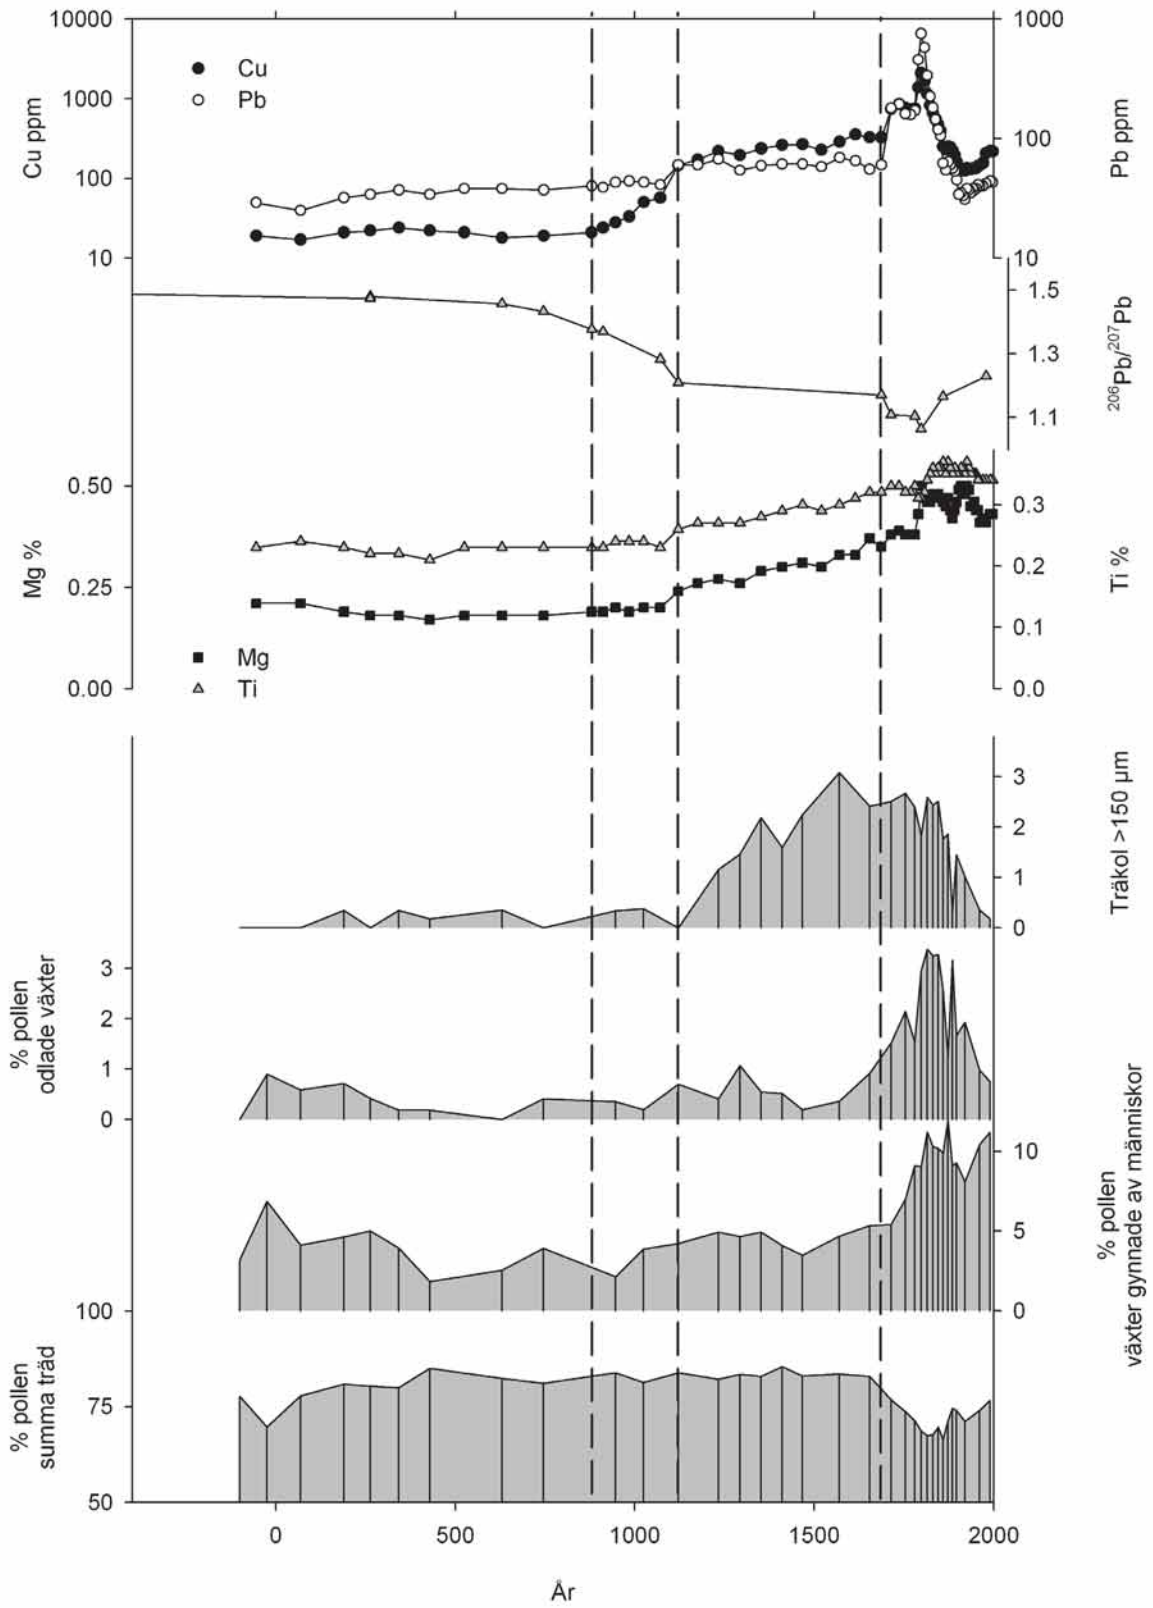 10000
1000
100
10
Cu ppm
Cu
Pb
1000
100
10
Pb ppm
1.5
1.3
1.1
206Pb/207Pb
0.50
0.25
0.00
Mg %
Mg
Ti
0.3
0.2
0.1
0.0
Ti %
3
2
1
0
Träkol >150 µm
3
2
1
0
% pollen
odlade växter
10
5
0
% pollen
växter gynnade av människor
100
75
50
% pollen
summa träd
0 500 1000 1500 2000
År